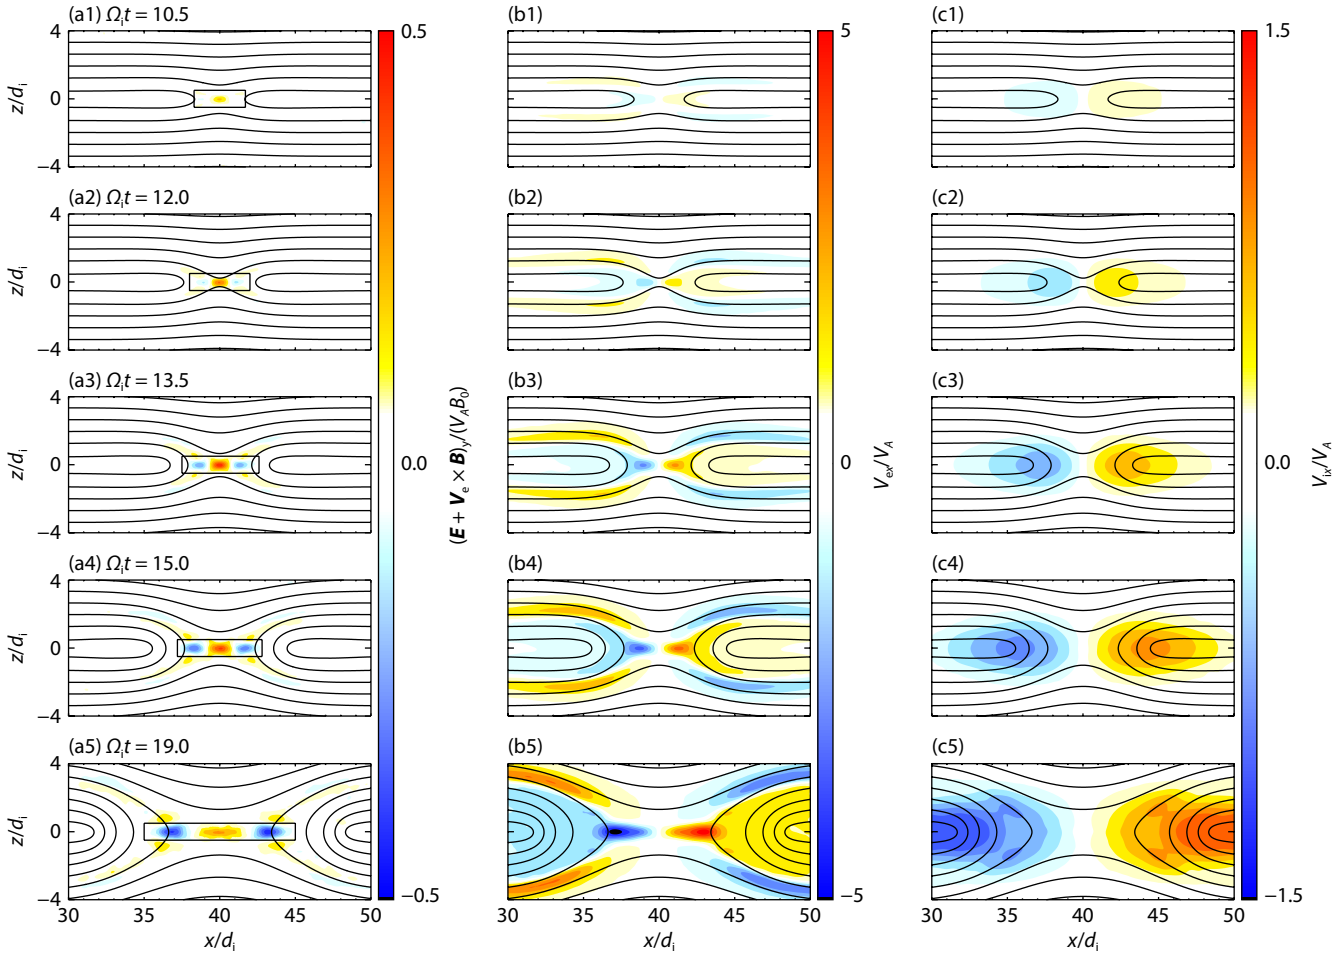 (a1) Ωit = 10.5
(b1)
(c1)
4
0
−4
z/di
0.5
5
1.5
(a2) Ωit = 12.0
(b2)
(c2)
4
0
−4
z/di
(a3) Ωit = 13.5
(b3)
(c3)
4
0
−4
z/di
0.0
(E + Ve × B)y/(VAB0)
0
Vex/VA
0.0
Vix/VA
(a4) Ωit = 15.0
(b4)
(c4)
4
0
−4
z/di
(a5) Ωit = 19.0
(b5)
(c5)
4
0
−4
z/di
−0.5
−5
−1.5
30 35 40 45 50
30 35 40 45 50
30 35 40 45 50
x/di
x/di
x/di